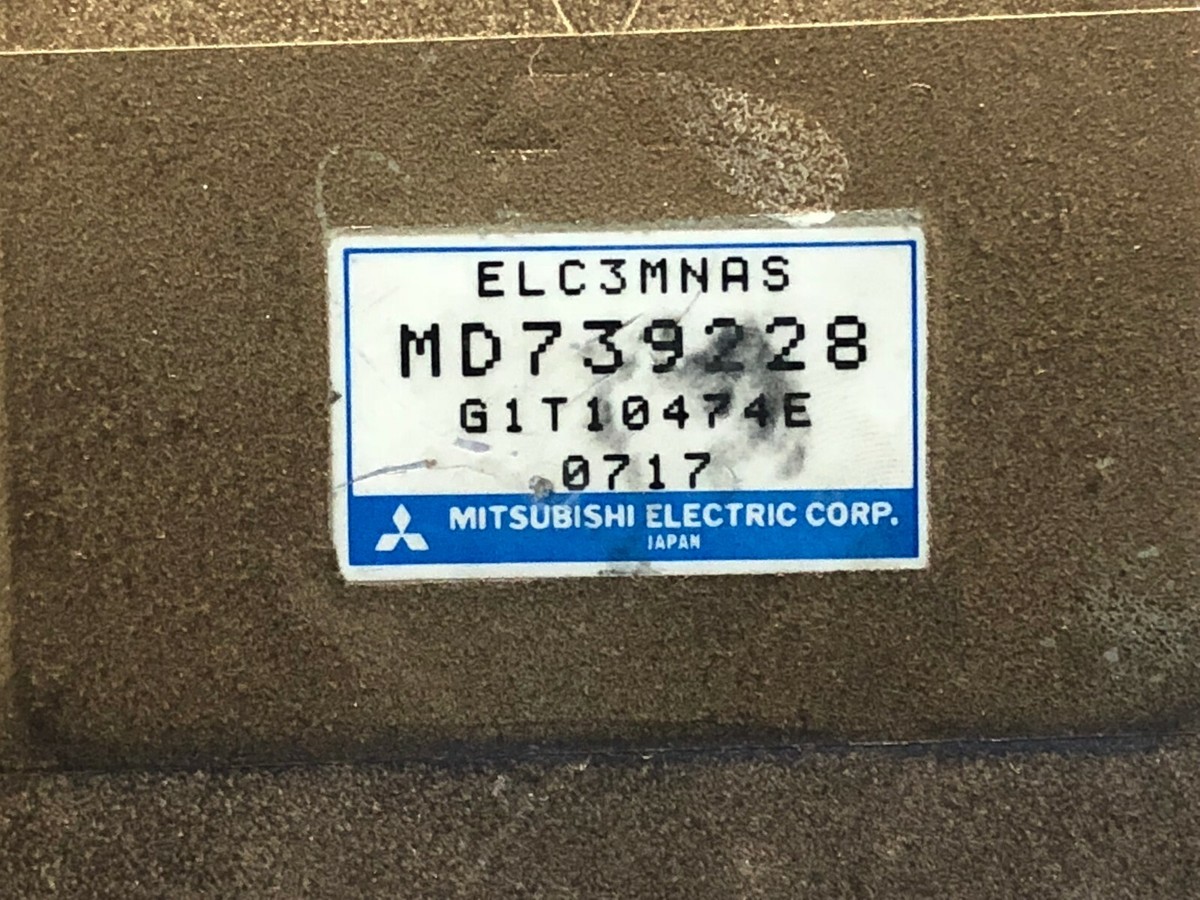 ELC3MNAS
MD739228
G1T10474E
0717
MITSUBISHI ELECTRIC CORP.
JAPAN